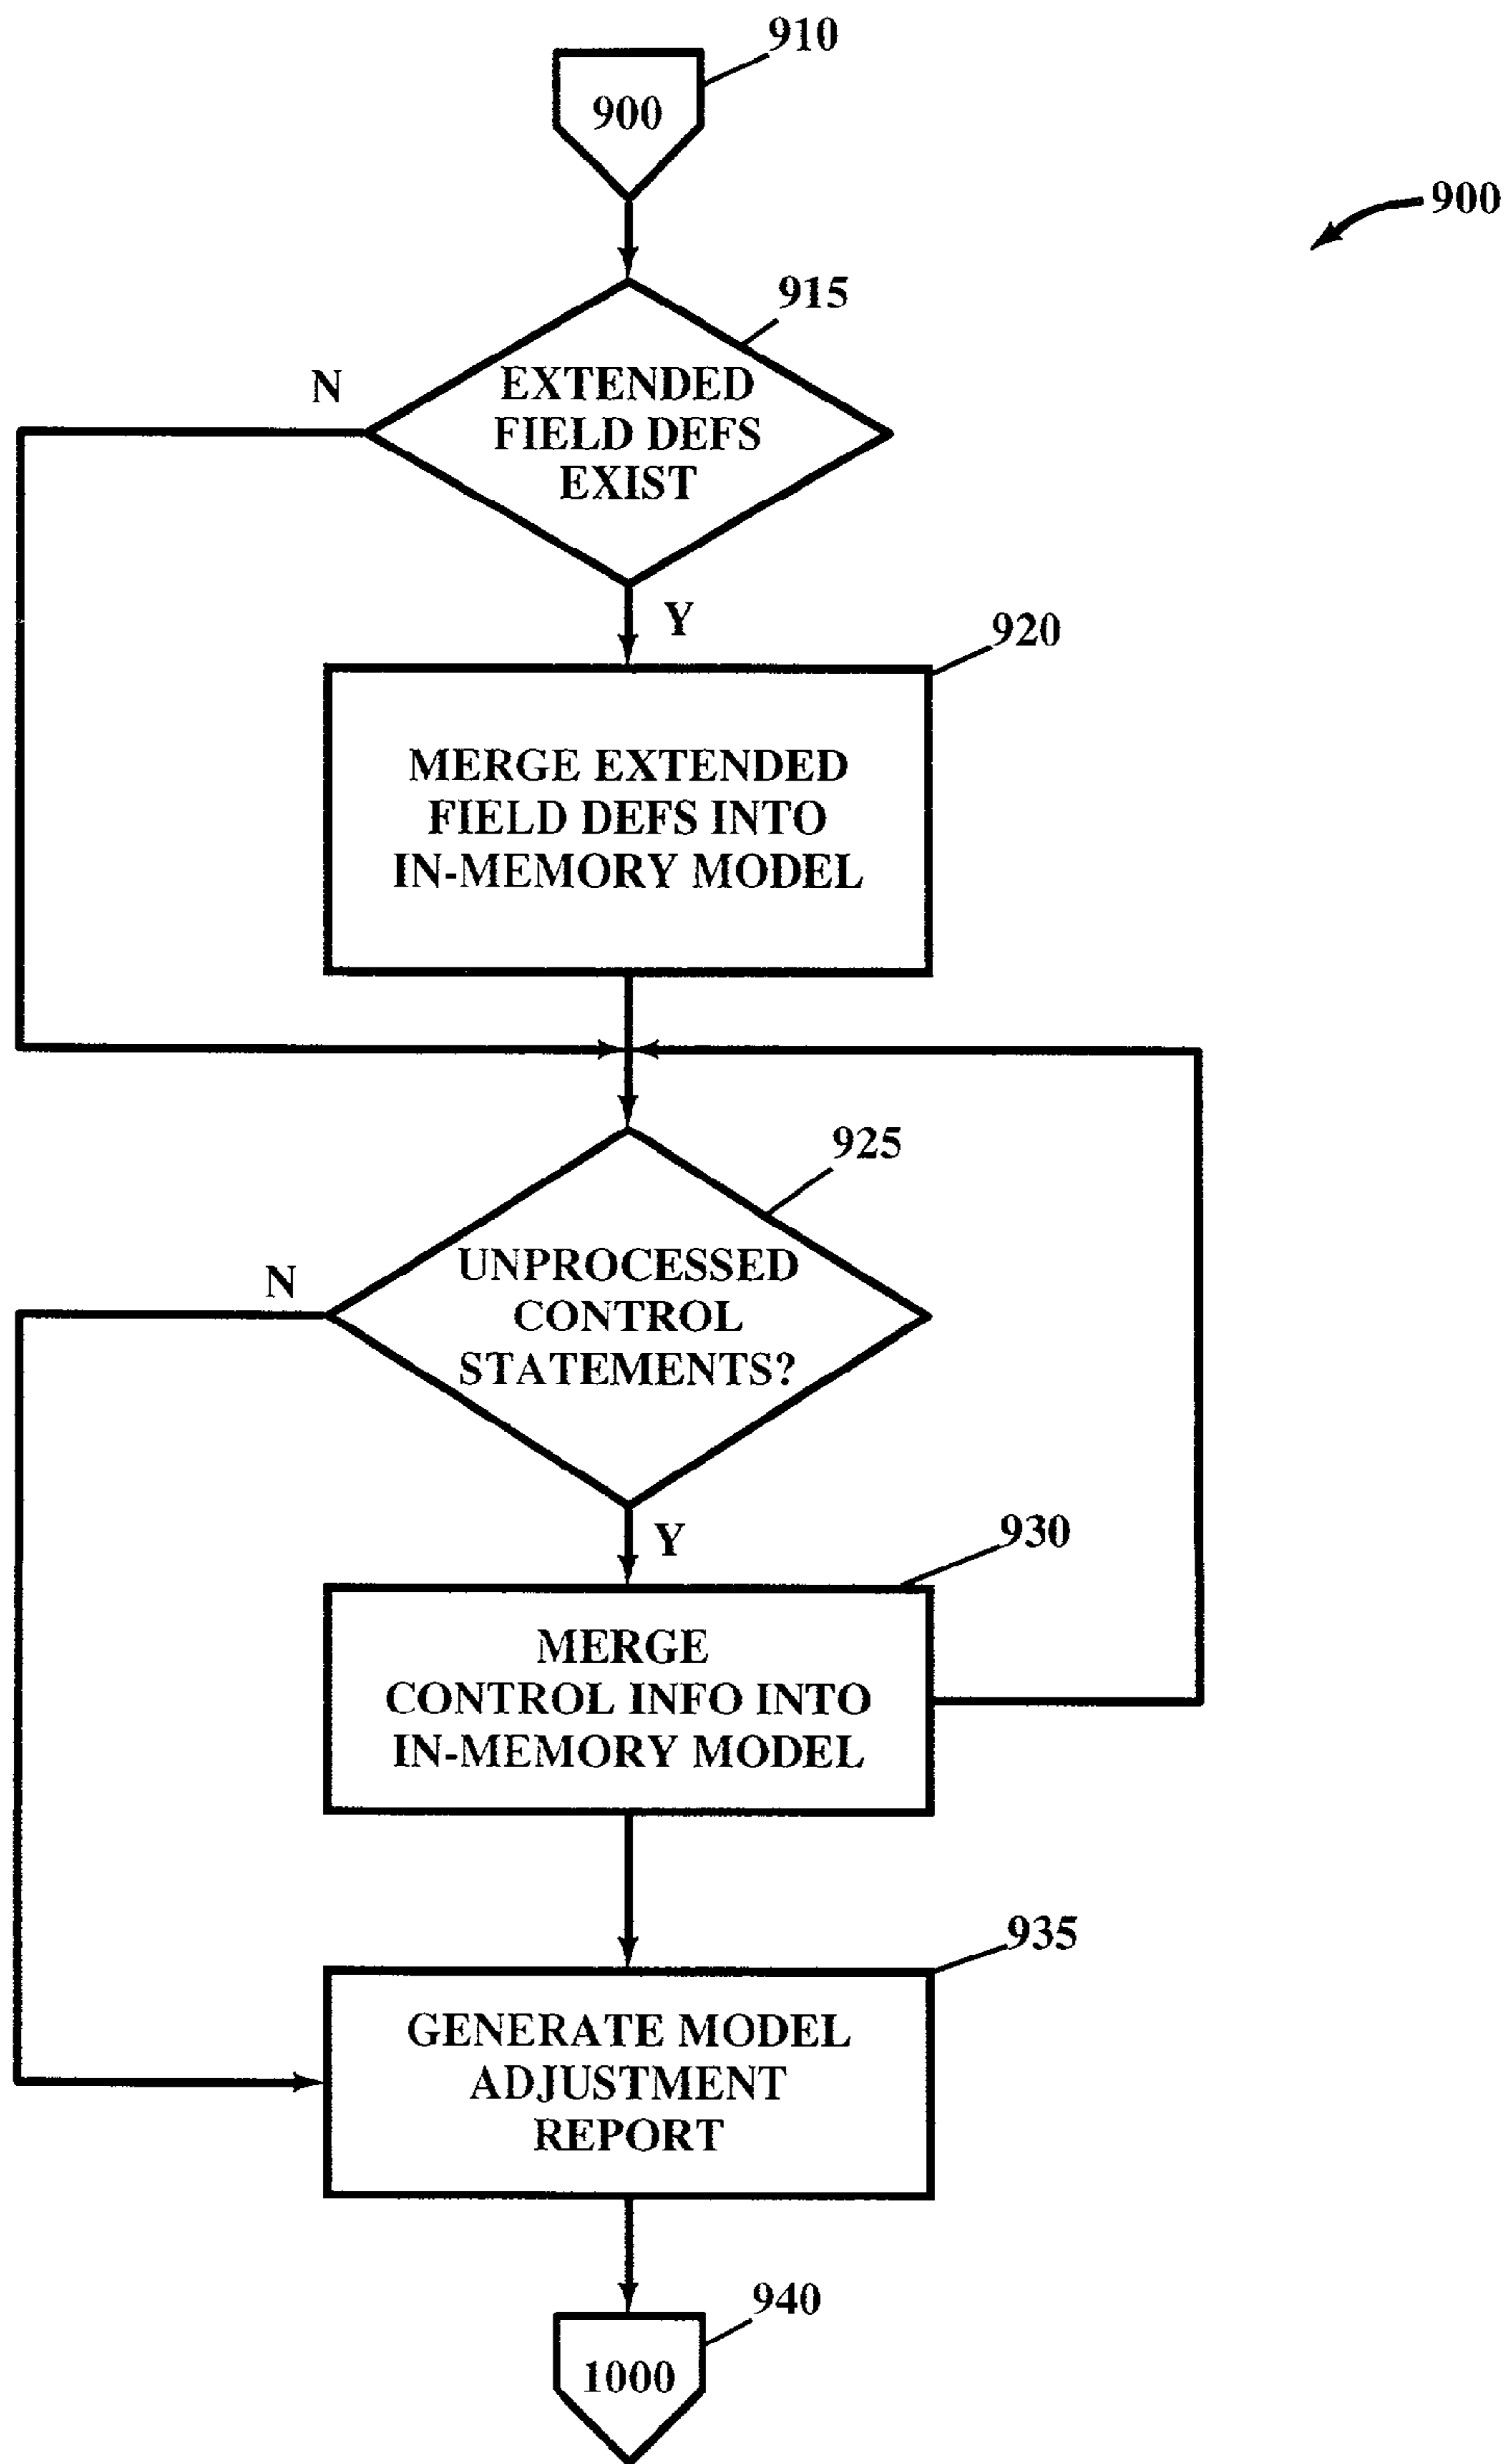 910
900
900
915
N
EXTENDED
FIELD DEFS
EXIST
Y
920
MERGE EXTENDED
FIELD DEFS INTO
IN-MEMORY MODEL
925
N
UNPROCESSED
CONTROL
STATEMENTS?
Y
930
MERGE
CONTROL INFO INTO
IN-MEMORY MODEL
935
GENERATE MODEL
ADJUSTMENT
REPORT
940
1000